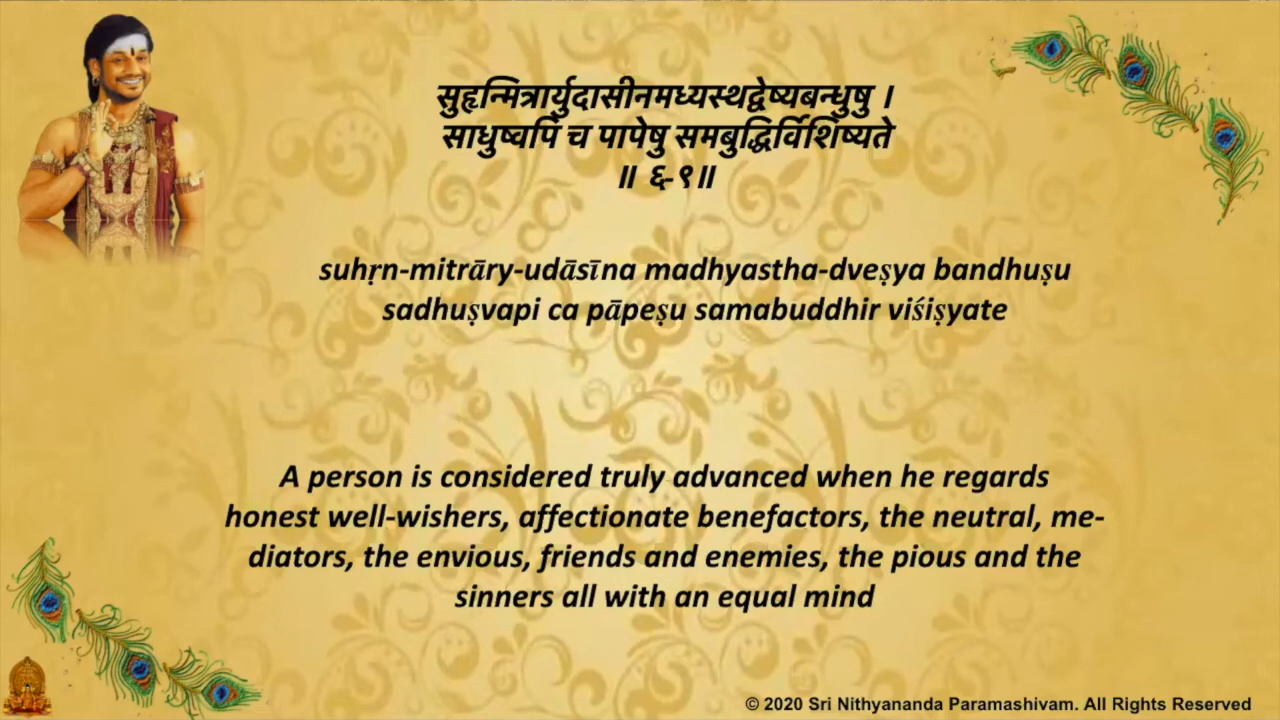 सुहृन्मित्रार्युदासीनमध्यस्थद्वेष्यबन्धुषु ।
साधुष्वपि च पापेषु समबुद्धिर्विशिष्यते
॥ ६-९॥
suhṛn-mitrāry-udāsīna madhyastha-dveṣya bandhuṣu
sadhuṣvapi ca pāpeṣu samabuddhir viśiṣyate
A person is considered truly advanced when he regards
honest well-wishers, affectionate benefactors, the neutral, me-
diators, the envious, friends and enemies, the pious and the
sinners all with an equal mind
© 2020 Sri Nithyananda Paramashivam. All Rights Reserved